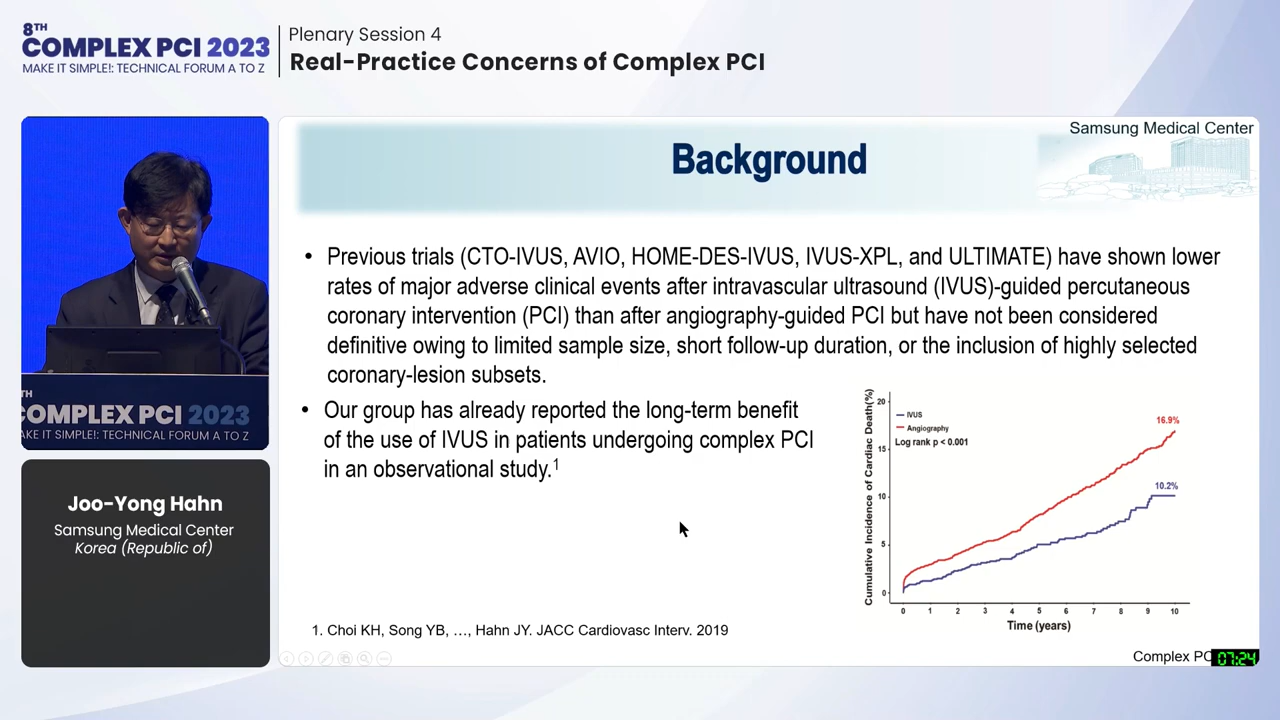 8TH
COMPLEX PCI 2023
MAKE IT SIMPLE!: TECHNICAL FORUM A TO Z
Plenary Session 4
Real-Practice Concerns of Complex PCI
TH
COMPLEX PCI 2023
AKE IT SIMPLE!: TECHNICAL FORUM A TO Z
Joo-Yong Hahn
Samsung Medical Center
Korea (Republic of)
Samsung Medical Center
Background
• Previous trials (CTO-IVUS, AVIO, HOME-DES-IVUS, IVUS-XPL, and ULTIMATE) have shown lower
rates of major adverse clinical events after intravascular ultrasound (IVUS)-guided percutaneous
coronary intervention (PCI) than after angiography-guided PCI but have not been considered
definitive owing to limited sample size, short follow-up duration, or the inclusion of highly selected
coronary-lesion subsets.
• Our group has already reported the long-term benefit
of the use of IVUS in patients undergoing complex PCI
in an observational study.1
Cumulative Incidence of Cardiac Death(%)
20
15
10
5
0
IVUS
Angiography
Log rank p < 0.001
16.9%
10.2%
0 1 2 3 4 5 6 7 8 9 10
Time (years)
1. Choi KH, Song YB, …, Hahn JY. JACC Cardiovasc Interv. 2019
Complex PC
07:24